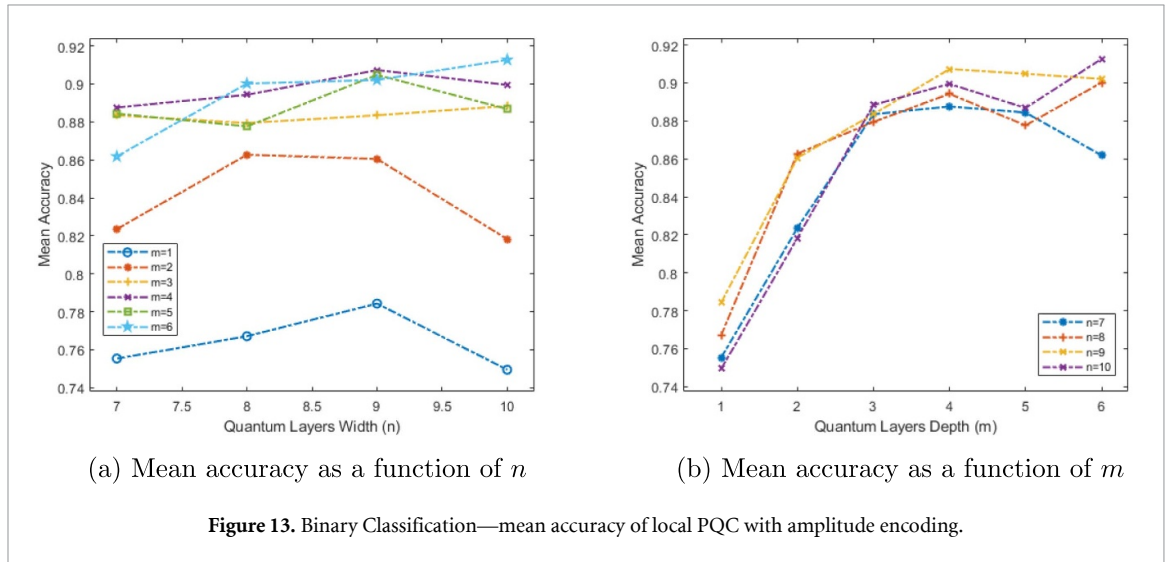 0.92
0.9
0.88
0.86
0.84
0.82
0.8
0.78
0.76
0.74
Mean Accuracy
m=1
m=2
m=3
m=4
m=5
m=6
7 7.5 8 8.5 9 9.5 10
Quantum Layers Width (n)
(a) Mean accuracy as a function of n
0.92
0.9
0.88
0.86
0.84
0.82
0.8
0.78
0.76
0.74
Mean Accuracy
n=7
n=8
n=9
n=10
1 2 3 4 5 6
Quantum Layers Depth (m)
(b) Mean accuracy as a function of m
Figure 13. Binary Classification—mean accuracy of local PQC with amplitude encoding.